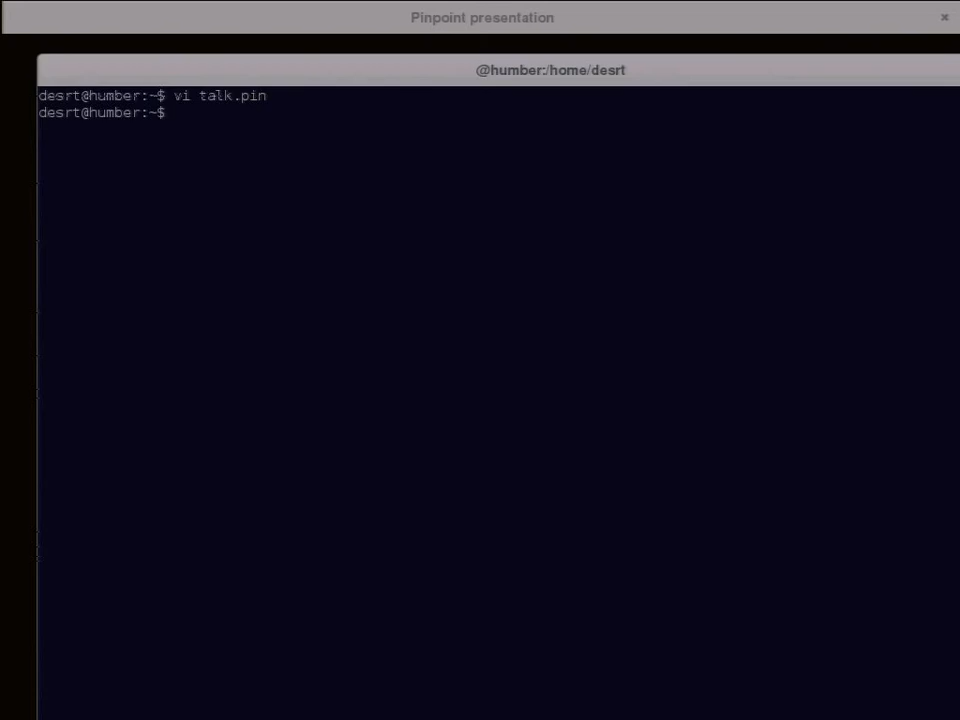 Pinpoint presentation
@humber:/home/desrt
desrt@humber:~$ vi talk.pin
desrt@humber:~$